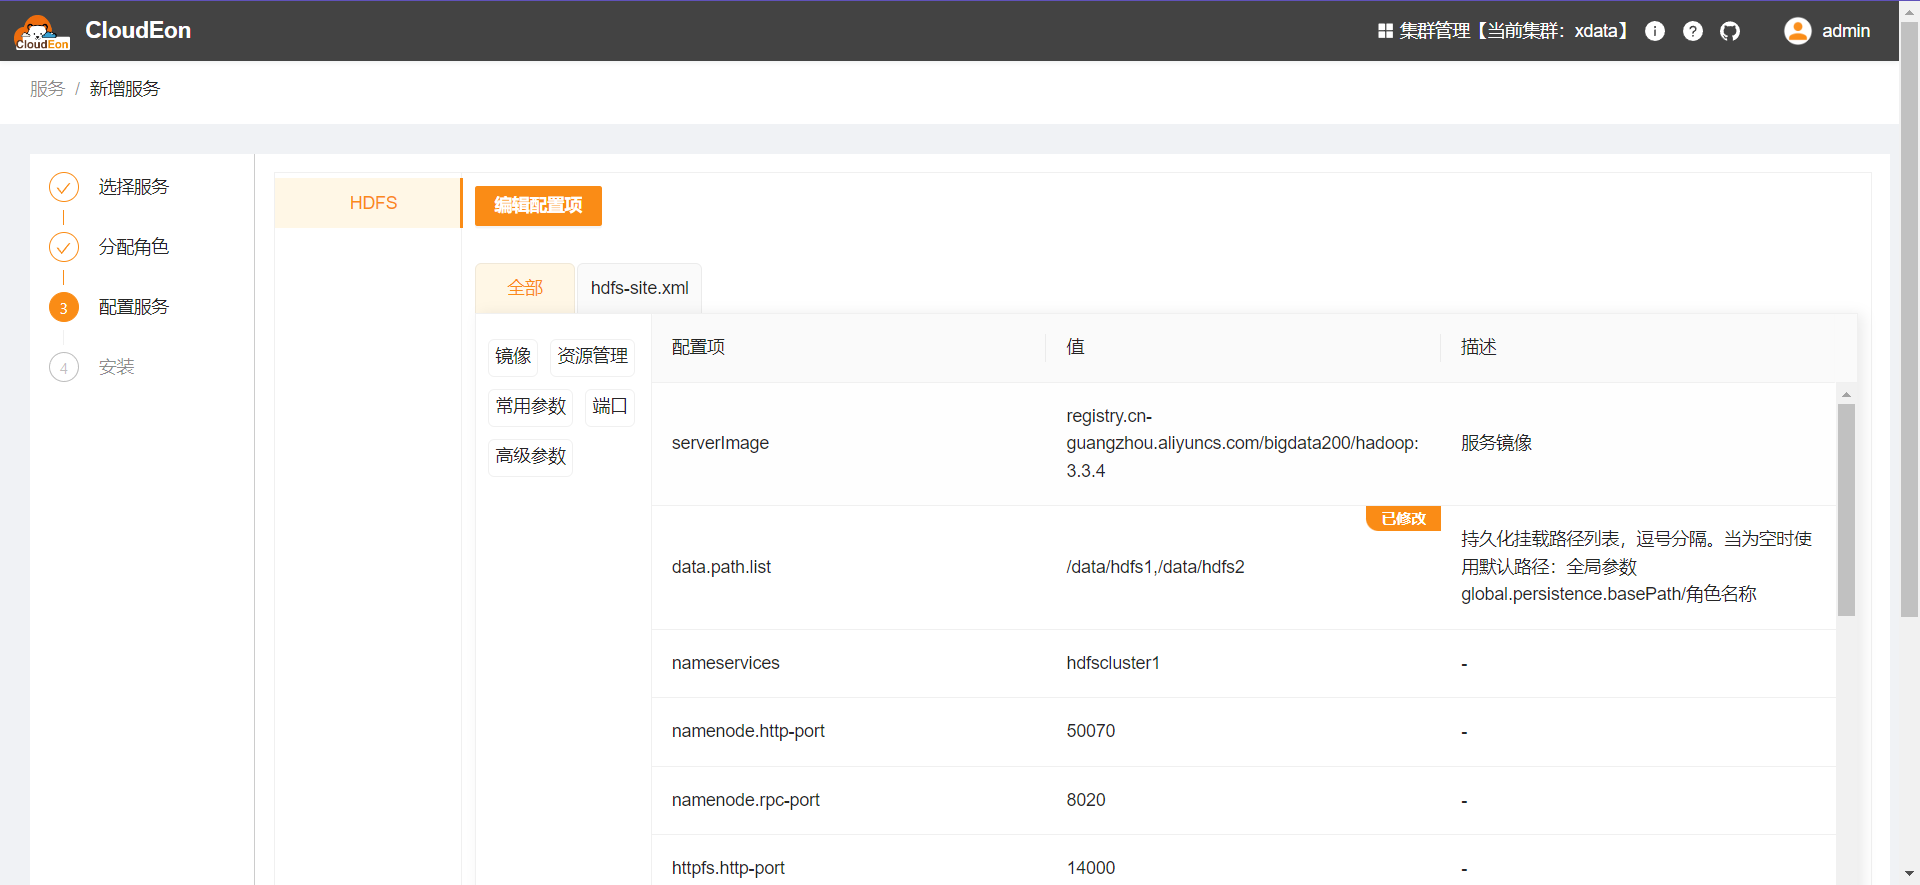 CloudEon
CloudEon
集群管理【当前集群：xdata】
admin
服务 / 新增服务
选择服务
分配角色
3 配置服务
4 安装
HDFS
编辑配置项
全部
hdfs-site.xml
镜像 资源管理
常用参数 端口
高级参数
配置项 值 描述
serverImage
registry.cn-
guangzhou.aliyuncs.com/bigdata200/hadoop:
3.3.4
服务镜像
data.path.list
/data/hdfs1,/data/hdfs2
已修改
持久化挂载路径列表，逗号分隔。当为空时使
用默认路径：全局参数
global.persistence.basePath/角色名称
nameservices hdfscluster1 -
namenode.http-port 50070 -
namenode.rpc-port 8020 -
httpfs.http-port 14000 -